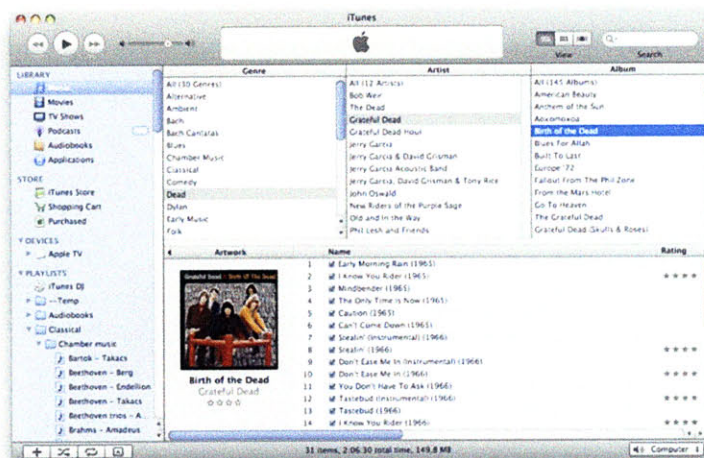 iTunes
View
Search
LIBRARY
Movies
TV Shows
Podcasts
Audiobooks
Applications
STORE
iTunes Store
Shopping Cart
Purchased
DEVICES
Apple TV
PLAYLISTS
iTunes DJ
--Temp
Audiobooks
Classical
Chamber music
Bartok - Takacs
Beethoven - Berg
Beethoven - Endellion
Beethoven - Takacs
Beethoven trios - A...
Brahms - Amadeus
Genre
All (30 Genres)
Alternative
Ambient
Bach
Bach Cantatas
Blues
Chamber Music
Classical
Comedy
Dead
Dylan
Early Music
Folk
Artist
All (12 Artists)
Bob Weir
The Dead
Grateful Dead
Grateful Dead Hour
Jerry Garcia
Jerry Garcia & David Grisman
Jerry Garcia Acoustic Band
Jerry Garcia, David Grisman & Tony Rice
John Oswald
New Riders of the Purple Sage
Old and In the Way
Phil Lesh and Friends
Album
All (145 Albums)
American Beauty
Anthem of the Sun
Aoxomoxoa
Birth of the Dead
Blues For Allah
Built To Last
Europe '72
Fallout From The Phil Zone
From the Mars Hotel
Go To Heaven
The Grateful Dead
Grateful Dead (Skulls & Roses)
Artwork
Grateful Dead Birth Of The Dead
Birth of the Dead
Grateful Dead
Name Rating
1 Early Morning Rain (1965)
2 I Know You Rider (1965)
3 Mindbender (1965)
4 The Only Time is Now (1965)
5 Caution (1965)
6 Can't Come Down (1965)
7 Stealin' (Instrumental) (1966)
8 Stealin' (1966)
9 Don't Ease Me In (Instrumental) (1966)
10 Don't Ease Me In (1966)
11 You Don't Have To Ask (1966)
12 Tastebud (Instrumental) (1966)
13 Tastebud (1966)
14 I Know You Rider (1966)
31 items, 2:06:30 total time, 149.8 MB
Computer